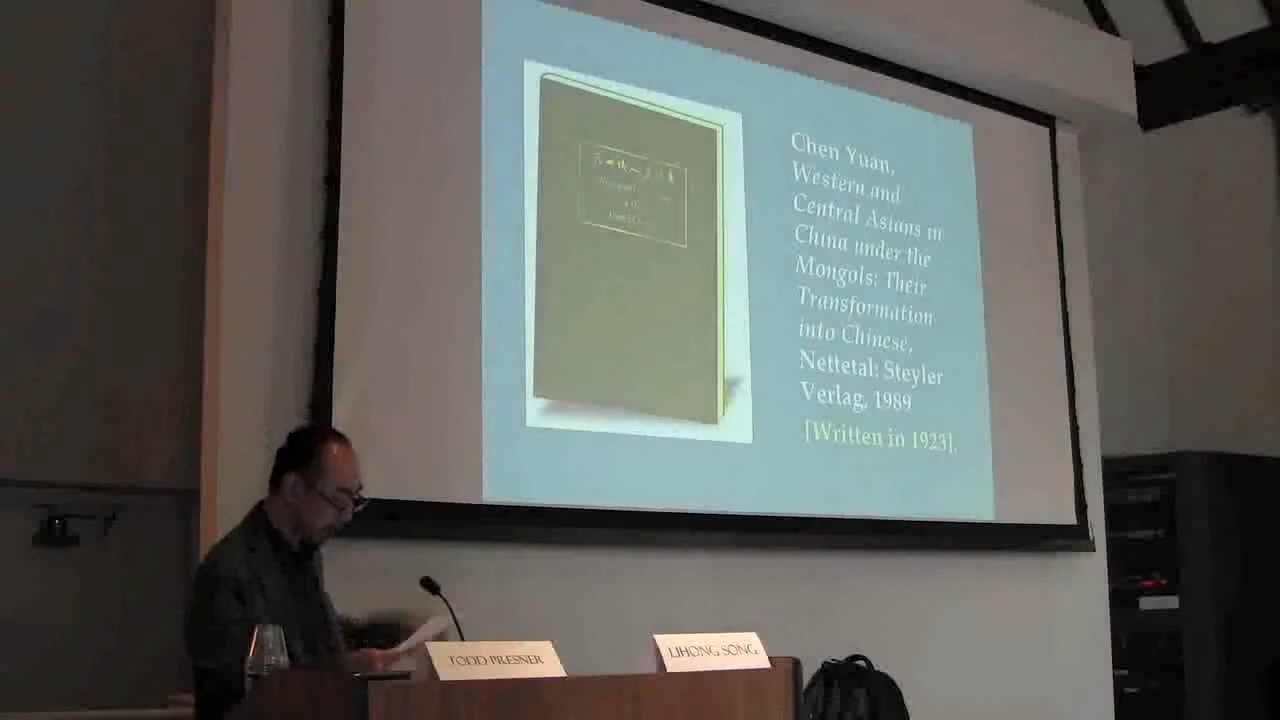 Chen Yuan,
Western and
Central Asians in
China under the
Mongols: Their
Transformation
into Chinese,
Nettetal: Steyler
Verlag, 1989
[Written in 1923].
TODD PRESNER
LIHONG SONG